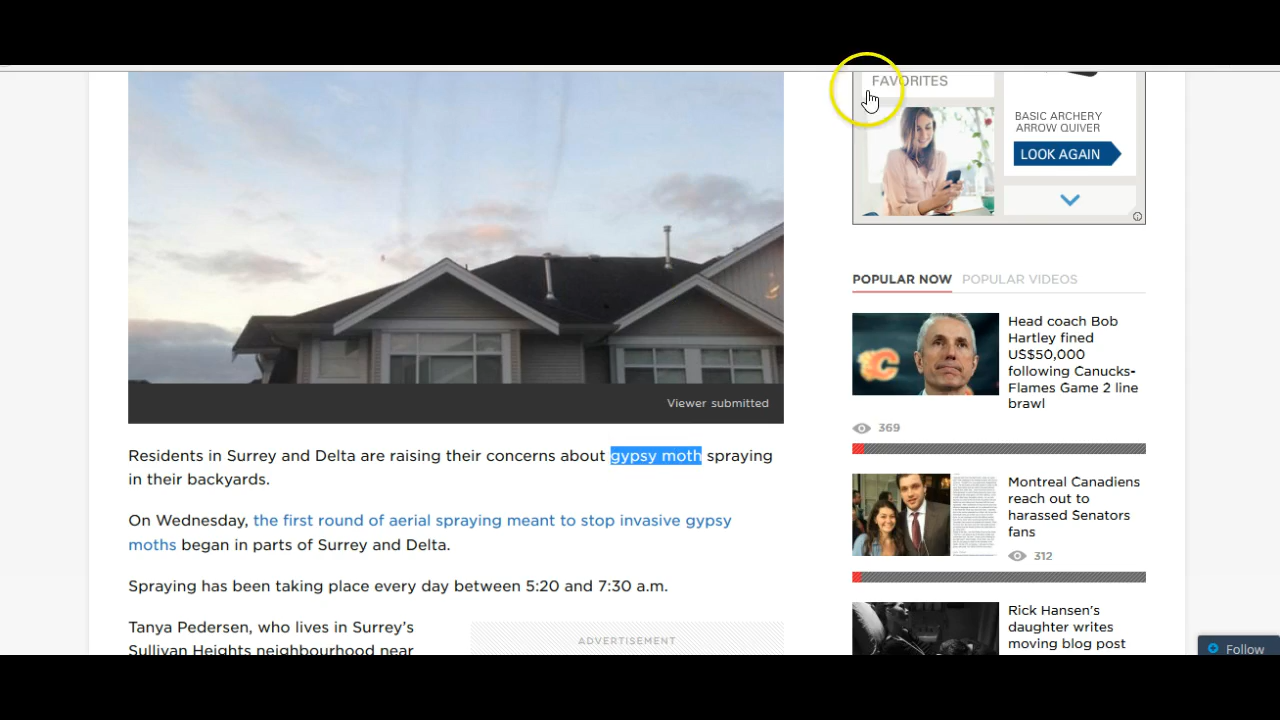 FAVORITES
BASIC ARCHERY
ARROW QUIVER
LOOK AGAIN
Viewer submitted
Residents in Surrey and Delta are raising their concerns about gypsy moth spraying
in their backyards.
On Wednesday, the first round of aerial spraying meant to stop invasive gypsy
moths began in parts of Surrey and Delta.
Spraying has been taking place every day between 5:20 and 7:30 a.m.
Tanya Pedersen, who lives in Surrey's
Sullivan Heights neighbourhood near
ADVERTISEMENT
POPULAR NOW POPULAR VIDEOS
Head coach Bob
Hartley fined
US$50,000
following Canucks-
Flames Game 2 line
brawl
369
Montreal Canadiens
reach out to
harassed Senators
fans
312
Rick Hansen's
daughter writes
moving blog post
Follow